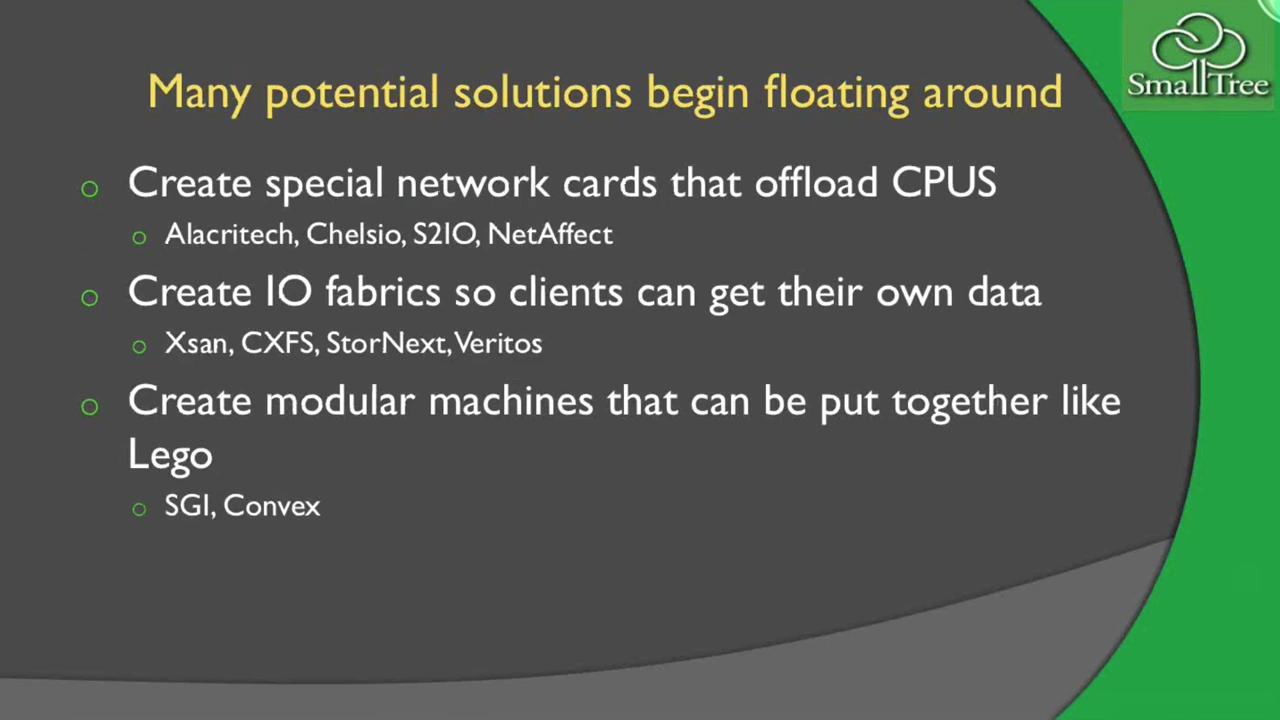 Small Tree
Many potential solutions begin floating around
Create special network cards that offload CPUS
Alacritech, Chelsio, S2IO, NetAffect
Create IO fabrics so clients can get their own data
Xsan, CXFS, StorNext, Veritos
Create modular machines that can be put together like
Lego
SGI, Convex